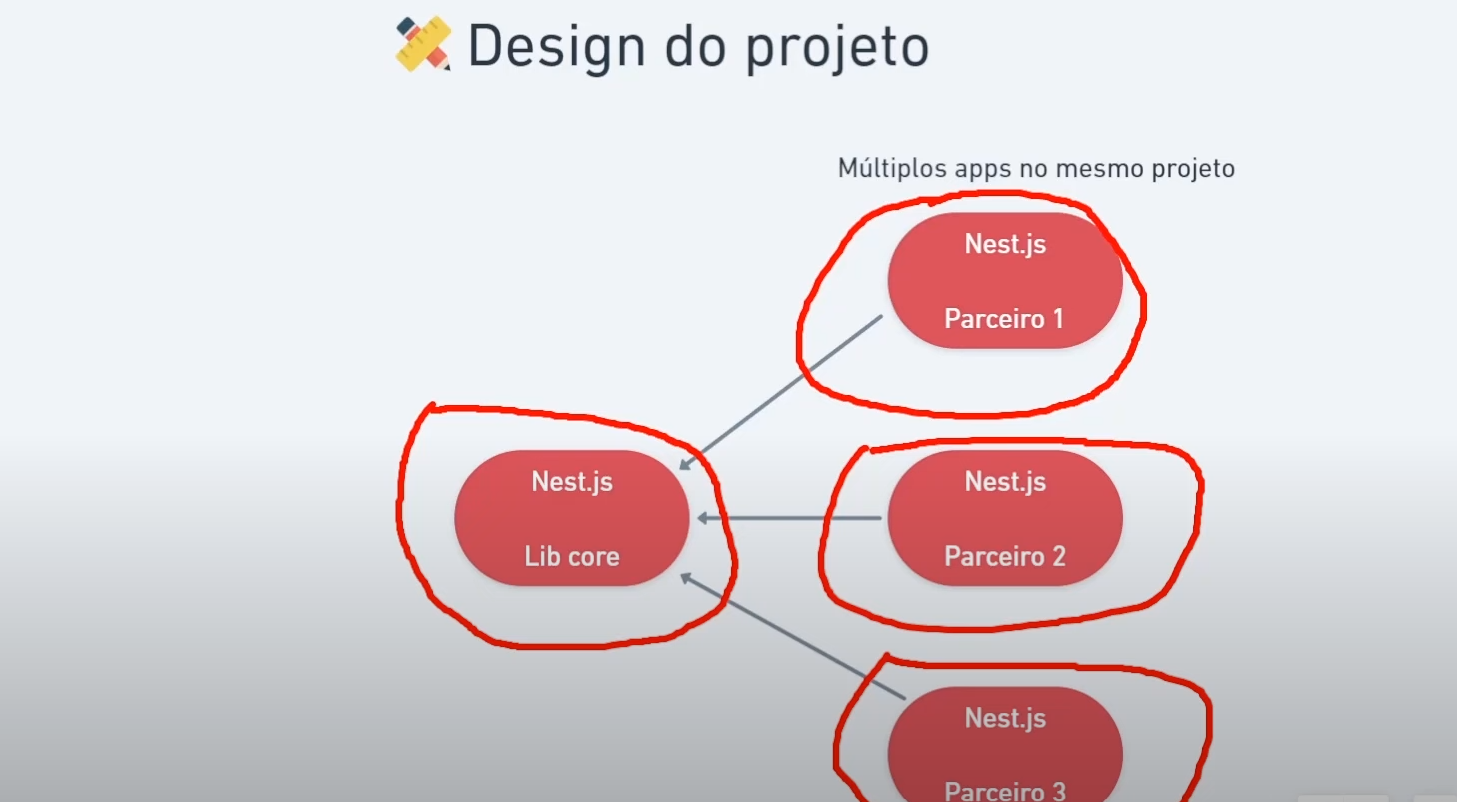 Design do projeto
Múltiplos apps no mesmo projeto
Nest.js
Parceiro 1
Nest.js
Lib core
Nest.js
Parceiro 2
Nest.js
Parceiro 3